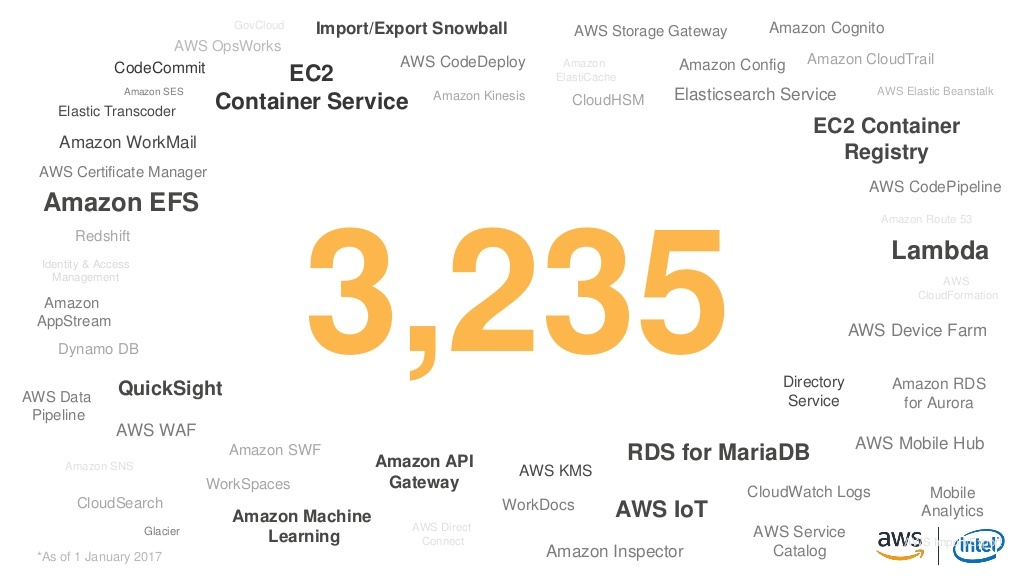 GovCloud
Import/Export Snowball
AWS Storage Gateway
Amazon Cognito
AWS OpsWorks
CodeCommit
EC2
Container Service
AWS CodeDeploy
Amazon
ElastiCache
Amazon Config
Amazon CloudTrail
Amazon SES
Elastic Transcoder
Amazon Kinesis
CloudHSM
Elasticsearch Service
AWS Elastic Beanstalk
Amazon WorkMail
EC2 Container
Registry
AWS Certificate Manager
AWS CodePipeline
Amazon EFS
Amazon Route 53
Redshift
3,235
Lambda
Identity & Access
Management
AWS
CloudFormation
Amazon
AppStream
AWS Device Farm
Dynamo DB
QuickSight
Directory
Service
Amazon RDS
for Aurora
AWS Data
Pipeline
AWS WAF
AWS Mobile Hub
Amazon SWF
RDS for MariaDB
Amazon SNS
Amazon API
Gateway
AWS KMS
WorkSpaces
CloudWatch Logs
Mobile
Analytics
CloudSearch
WorkDocs
AWS IoT
Glacier
Amazon Machine
Learning
AWS Direct
Connect
AWS Service
Catalog
Amazon Inspector
*As of 1 January 2017
aws
intel